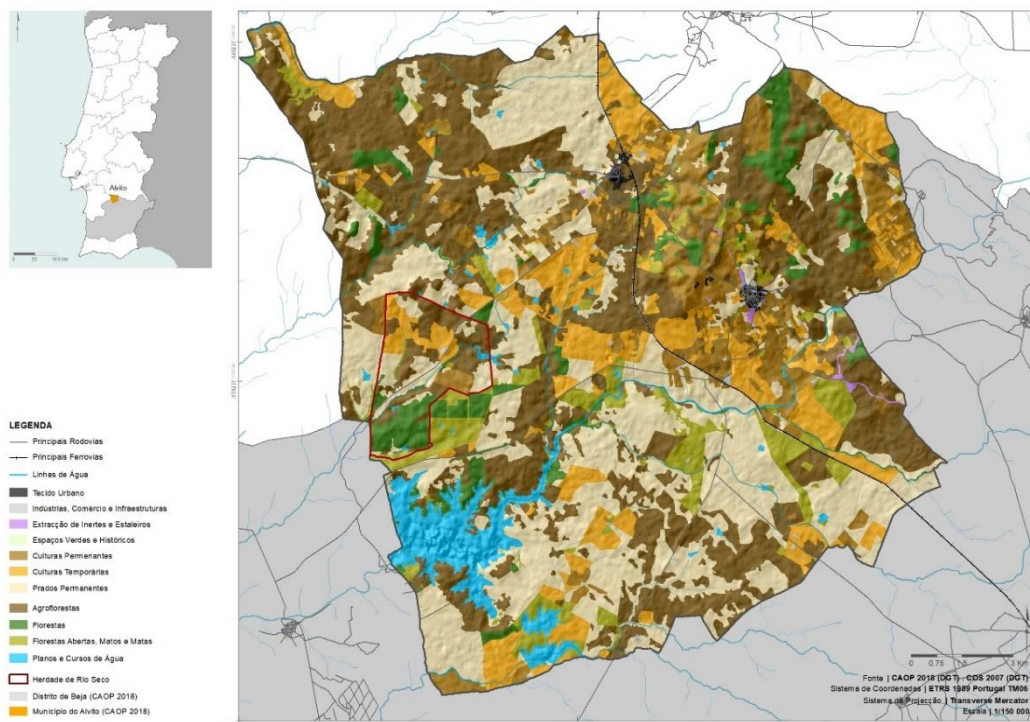 Alvito
LEGENDA
Principais Rodovias
Principais Ferrovias
Linhas de Água
Tecido Urbano
Indústrias, Comércio e Infraestruturas
Extracção de Inertes e Estaleiros
Espaços Verdes e Históricos
Culturas Permenantes
Culturas Temporárias
Prados Permanentes
Agroflorestas
Florestas
Florestas Abertas, Matos e Matas
Planos e Cursos de Água
Herdade de Rio Seco
Distrito de Beja (CAOP 2018)
Município do Alvito (CAOP 2018)
0 0.75 1.5 3 Km
Fonte | CAOP 2018 (DGT) - COS 2007 (DGT)
Sistema de Coordenadas | ETRS 1989 Portugal TM06
Sistema de Projecção | Transverse Mercator
Escala | 1/150 000